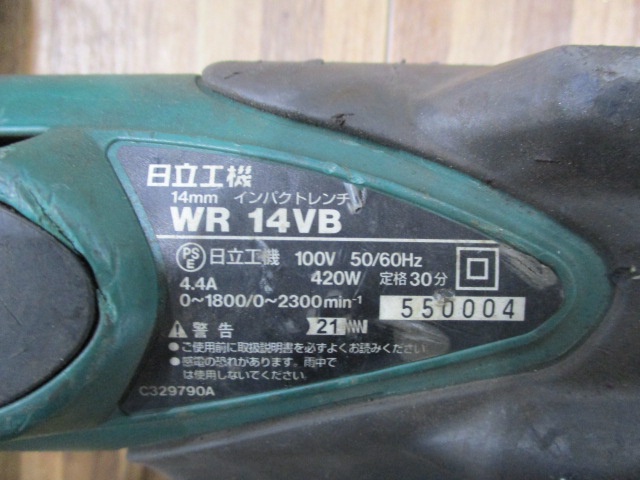 日立工機
14mm インパクトレンチ
WR 14VB
PSE 日立工機 100V 50/60Hz
4.4A 420W 定格30分
0~1800/0~2300min-¹
550004
警告 21
●ご使用前に取扱説明書を必ずよくお読みください。
●感電の恐れがあります。雨中で
は使用しないでください。
C329790A